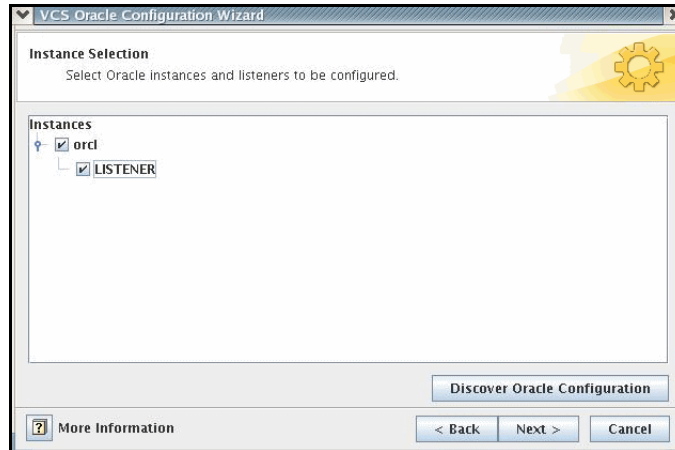 VCS Oracle Configuration Wizard
Instance Selection
Select Oracle instances and listeners to be configured.
Instances
orcl
LISTENER
Discover Oracle Configuration
? More Information
< Back
Next >
Cancel